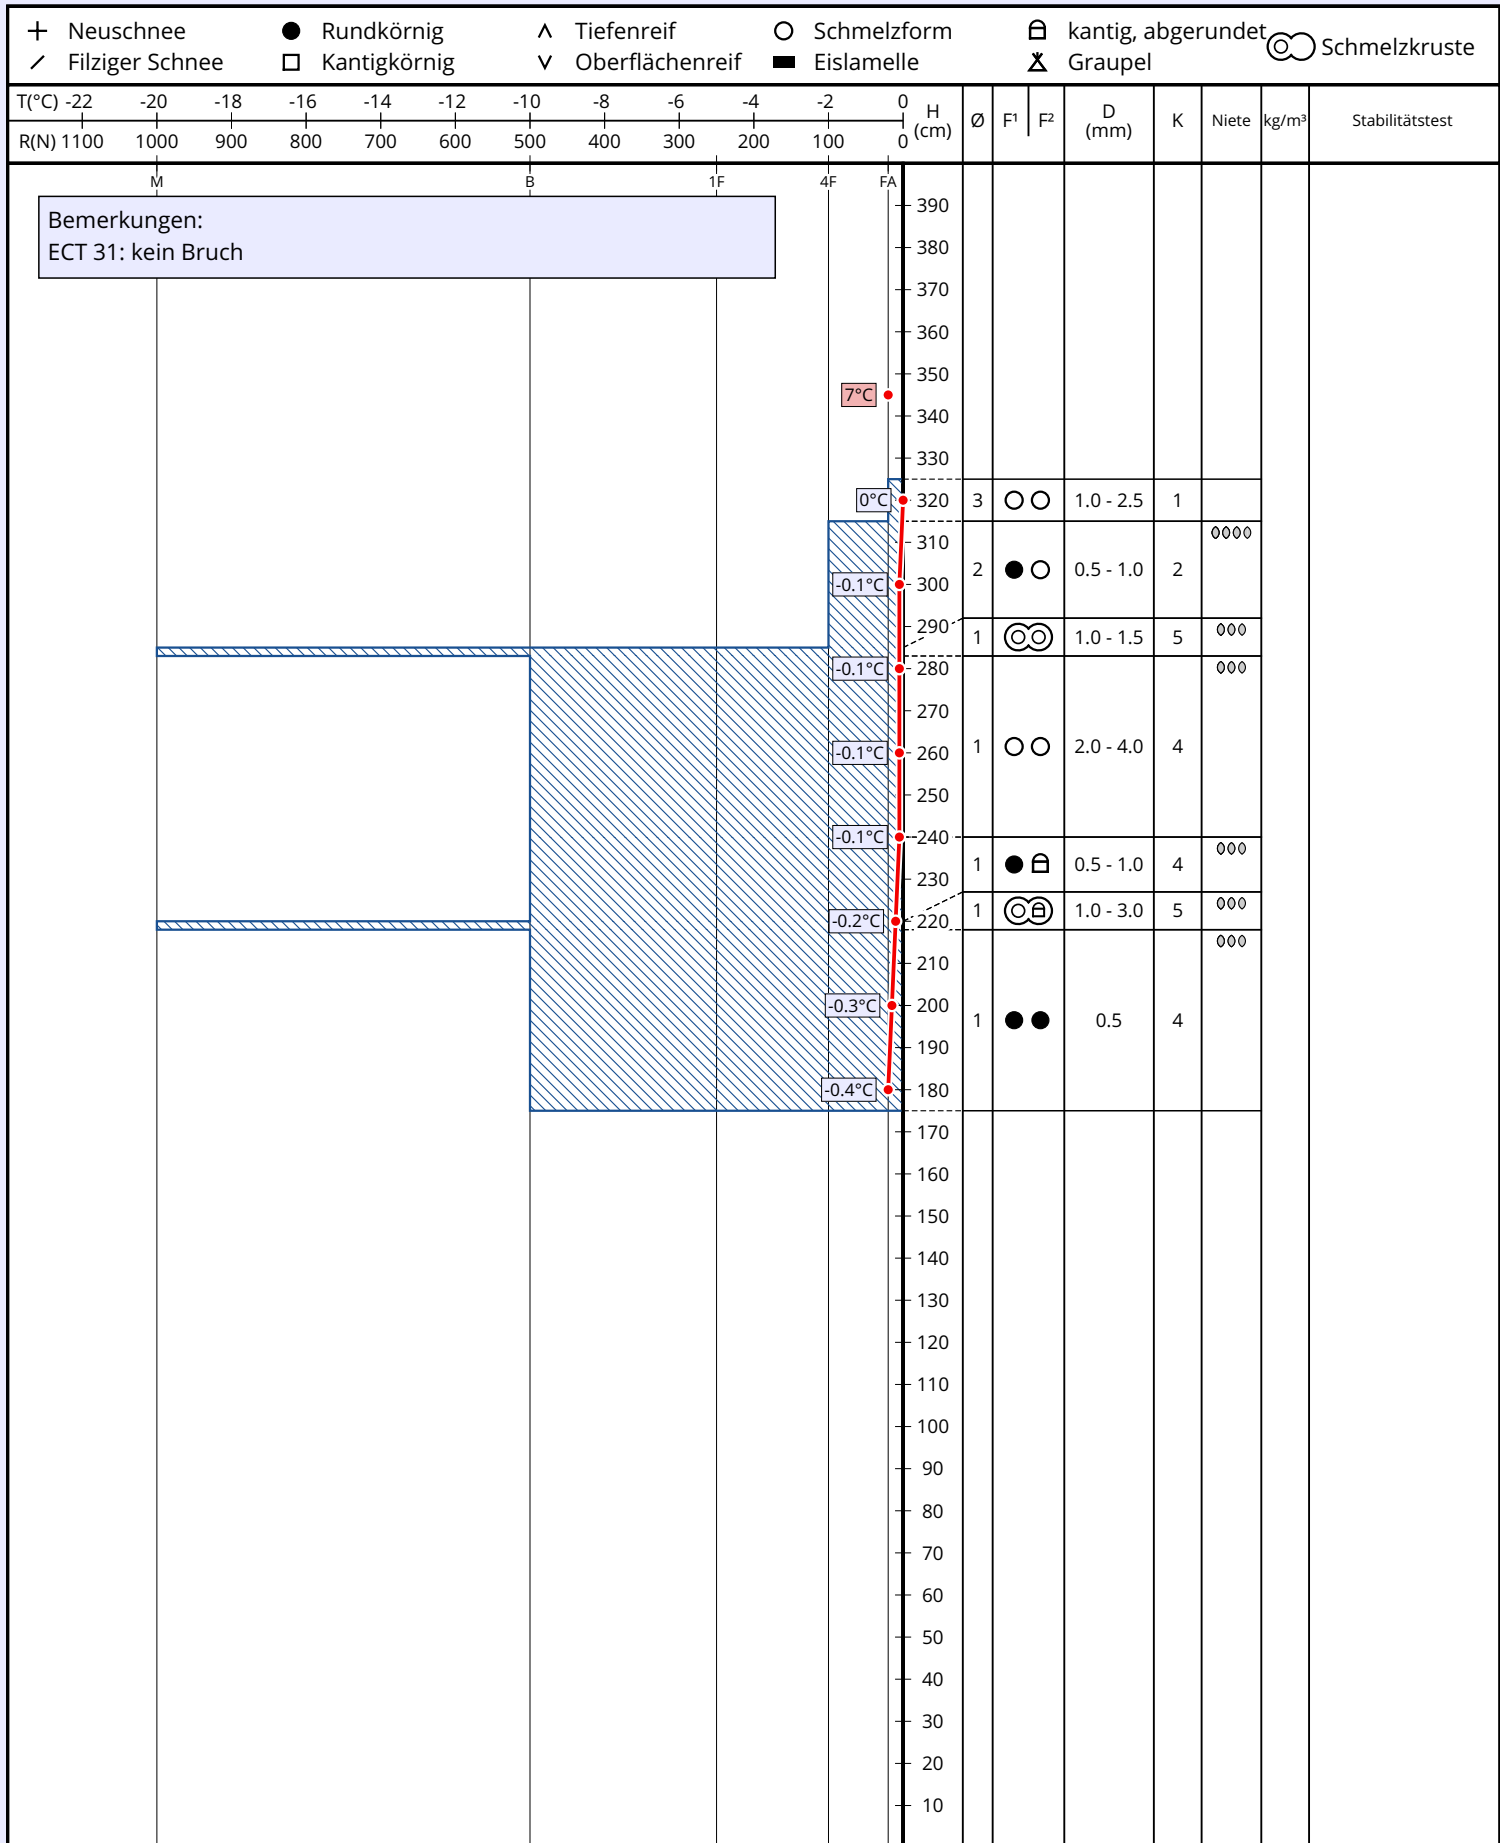 Neuschnee Rundkörnig Tiefenreif Schmelzform kantig, abgerundet Schmelzkruste
Filziger Schnee Kantigkörnig Oberflächenreif Eislamelle Graupel
T(°C) -22 -20 -18 -16 -14 -12 -10 -8 -6 -4 -2 0
R(N) 1100 1000 900 800 700 600 500 400 300 200 100 0
H (cm) Ø F¹ F² D (mm) K Niete kg/m³ Stabilitätstest
M B 1F 4F FA
Bemerkungen:
ECT 31: kein Bruch
390
380
370
360
350
7°C
340
330
0°C 320 3 1.0 - 2.5 1
310
2 0.5 - 1.0 2
-0.1°C 300
290
1 1.0 - 1.5 5
-0.1°C 280
270
1 2.0 - 4.0 4
-0.1°C 260
250
-0.1°C 240
1 0.5 - 1.0 4
230
1 1.0 - 3.0 5
-0.2°C 220
210
-0.3°C 200
1 0.5 4
190
-0.4°C 180
170
160
150
140
130
120
110
100
90
80
70
60
50
40
30
20
10